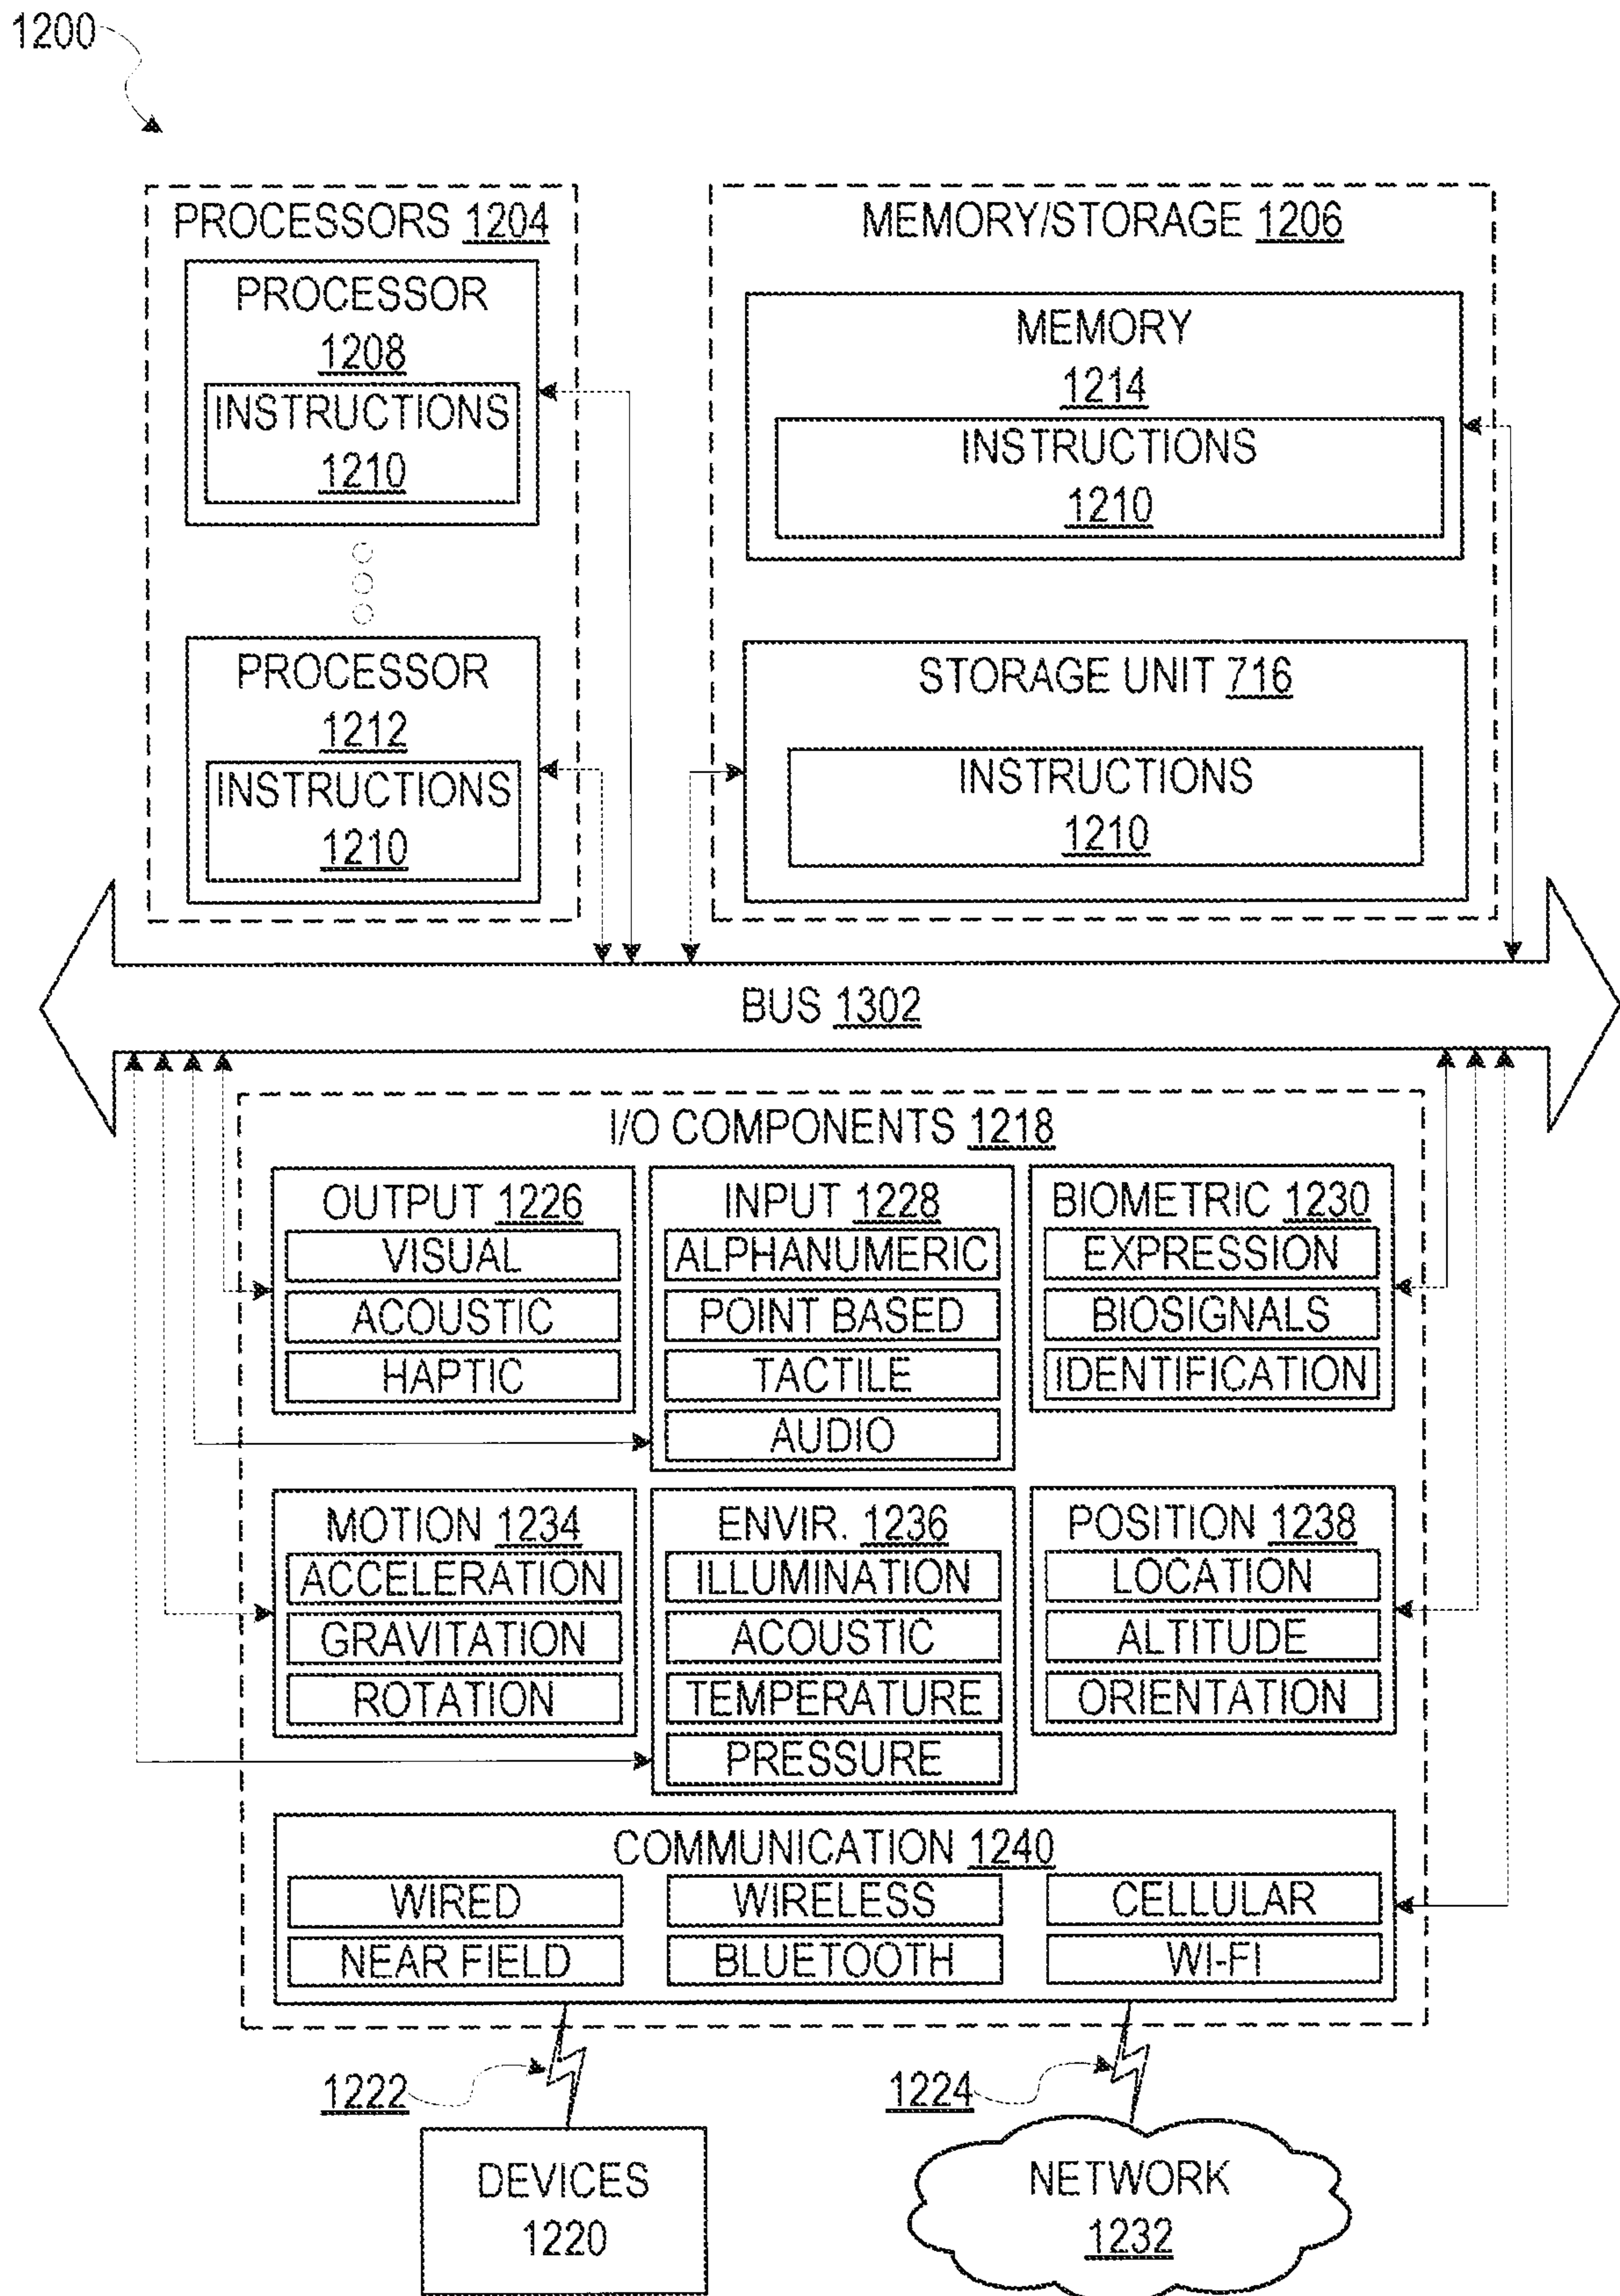 1200
PROCESSORS 1204
PROCESSOR
1208
INSTRUCTIONS
1210
PROCESSOR
1212
INSTRUCTIONS
1210
MEMORY/STORAGE 1206
MEMORY
1214
INSTRUCTIONS
1210
STORAGE UNIT 716
INSTRUCTIONS
1210
BUS 1302
I/O COMPONENTS 1218
OUTPUT 1226
VISUAL
ACOUSTIC
HAPTIC
INPUT 1228
ALPHANUMERIC
POINT BASED
TACTILE
AUDIO
BIOMETRIC 1230
EXPRESSION
BIOSIGNALS
IDENTIFICATION
MOTION 1234
ACCELERATION
GRAVITATION
ROTATION
ENVIR. 1236
ILLUMINATION
ACOUSTIC
TEMPERATURE
PRESSURE
POSITION 1238
LOCATION
ALTITUDE
ORIENTATION
COMMUNICATION 1240
WIRED
WIRELESS
CELLULAR
NEAR FIELD
BLUETOOTH
WI-FI
1222
1224
DEVICES
1220
NETWORK
1232